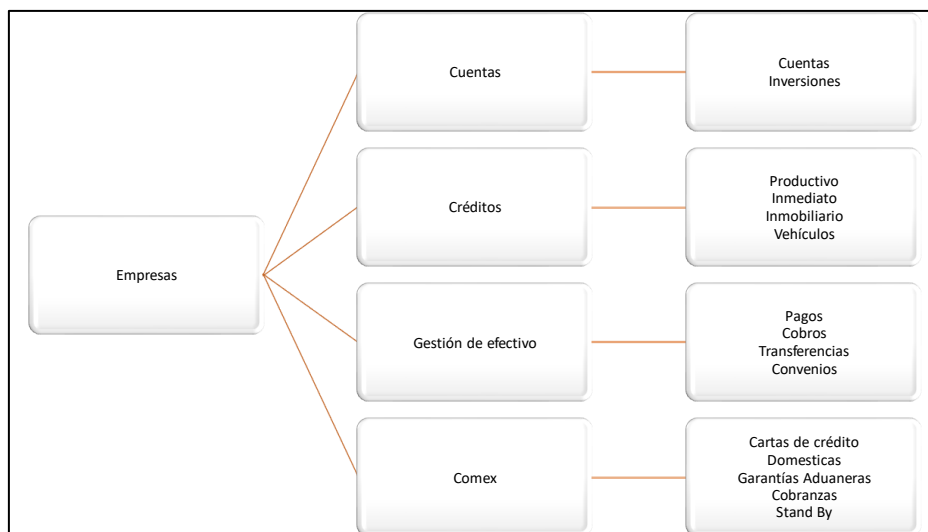 Empresas
Cuentas
Cuentas
Inversiones
Créditos
Productivo
Inmediato
Inmobiliario
Vehículos
Gestión de efectivo
Pagos
Cobros
Transferencias
Convenios
Comex
Cartas de crédito
Domesticas
Garantías Aduaneras
Cobranzas
Stand By